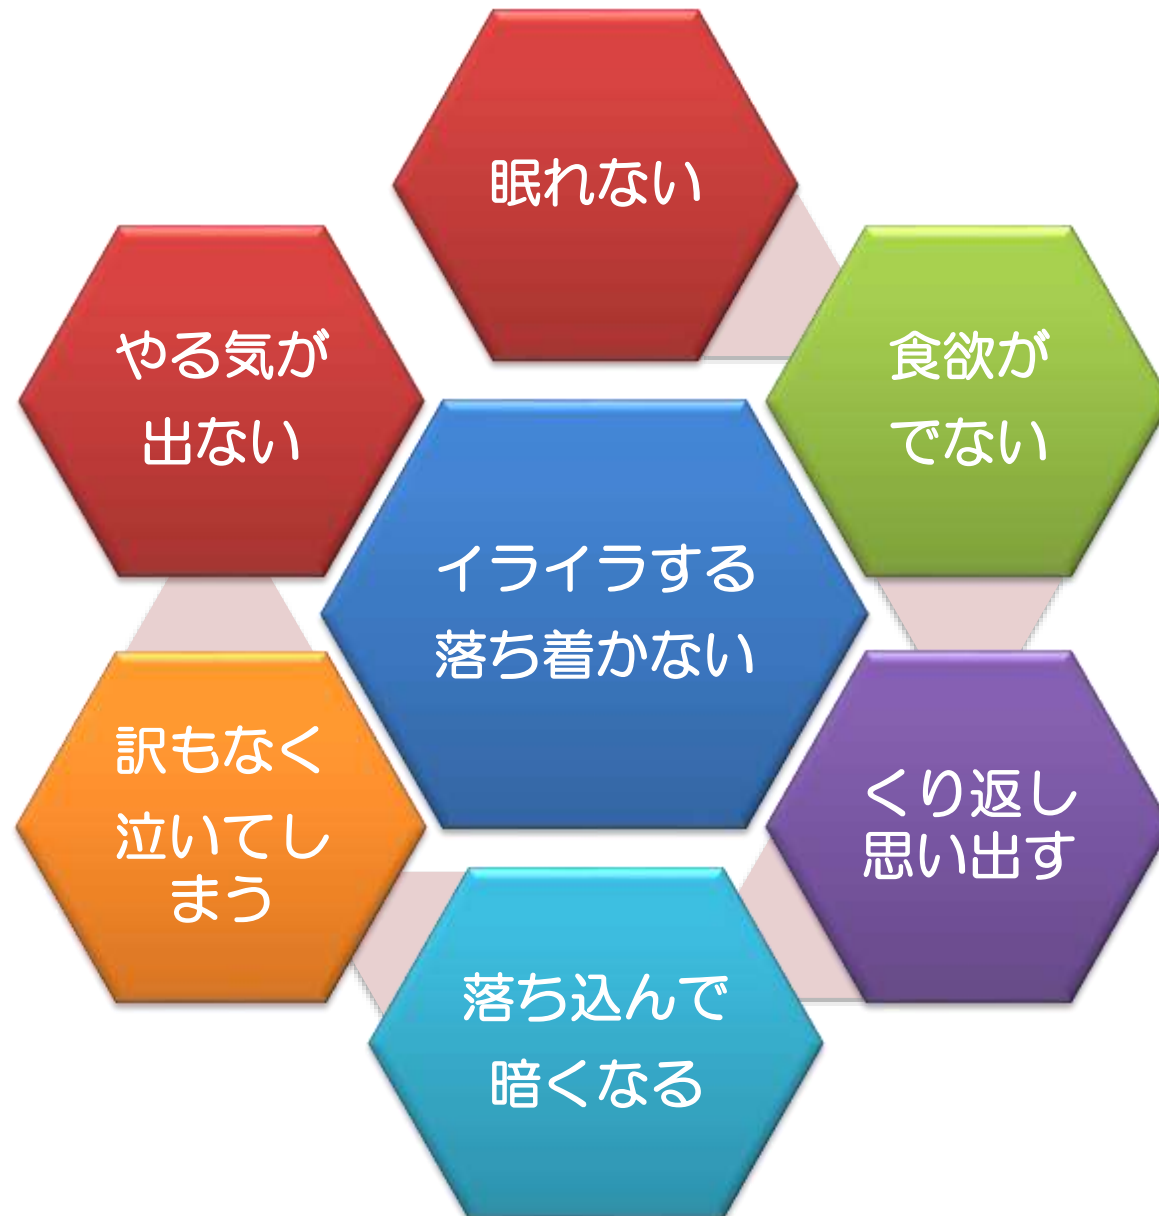 眠れない
やる気が
出ない
食欲が
でない
イライラする
落ち着かない
訳もなく
泣いてし
まう
くり返し
思い出す
落ち込んで
暗くなる